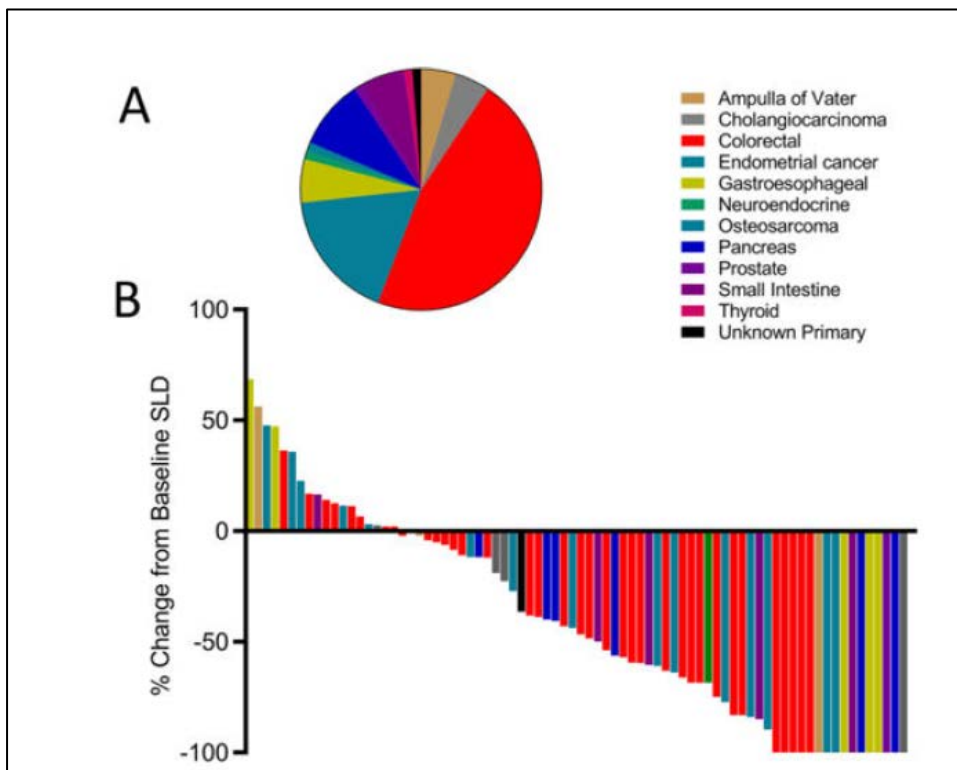 A
Ampulla of Vater
Cholangiocarcinoma
Colorectal
Endometrial cancer
Gastroesophageal
Neuroendocrine
Osteosarcoma
Pancreas
Prostate
Small Intestine
Thyroid
Unknown Primary
B
% Change from Baseline SLD
100
50
0
-50
-100